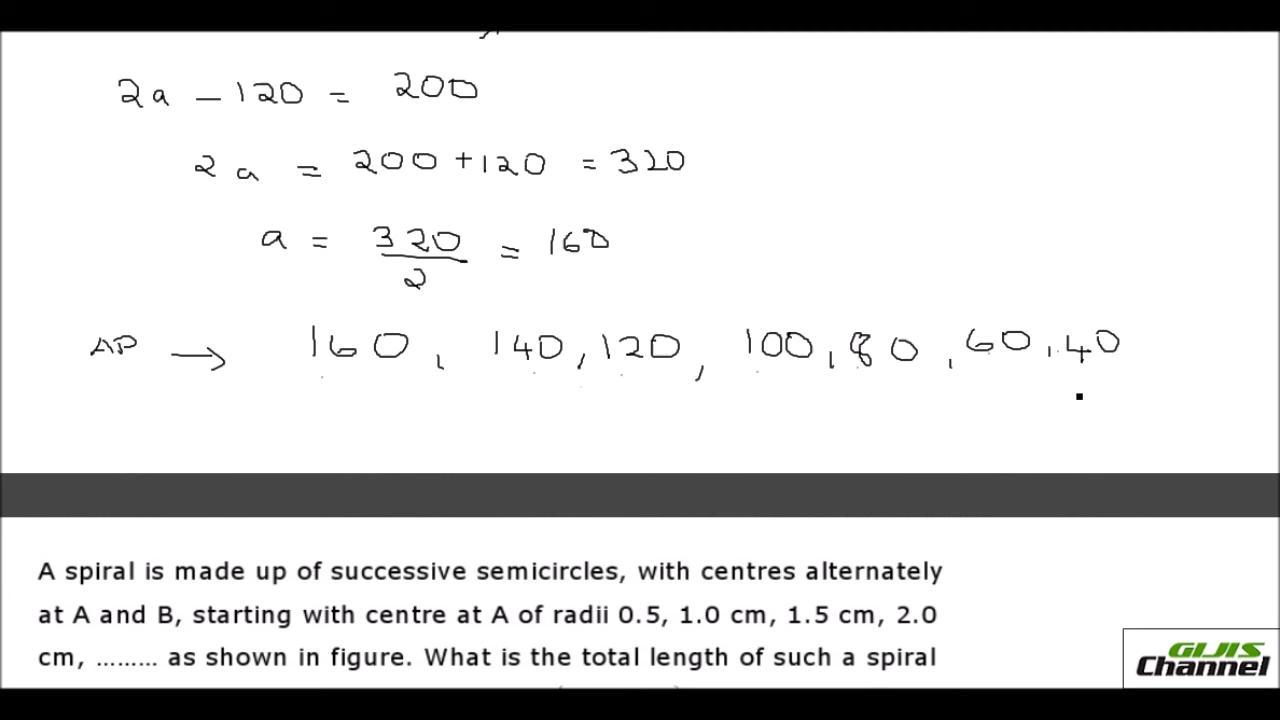 2a - 120 = 200
2a = 200 + 120 = 320
a = 320/2 = 160
AP → 160, 140, 120, 100, 80, 60, 40
A spiral is made up of successive semicircles, with centres alternately
at A and B, starting with centre at A of radii 0.5, 1.0 cm, 1.5 cm, 2.0
cm, ……… as shown in figure. What is the total length of such a spiral
GIJIS
Channel